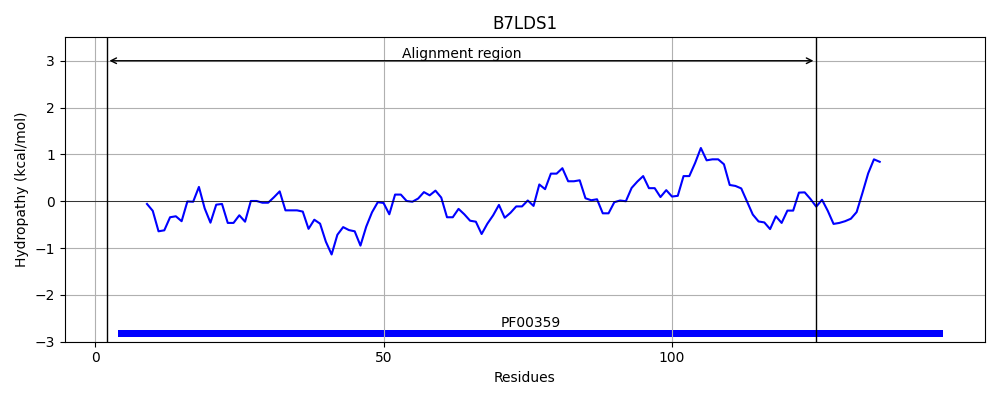 B7LDS1
Alignment region
3
2
1
0
−1
−2
−3
Hydropathy (kcal/mol)
PF00359
0
50
100
Residues